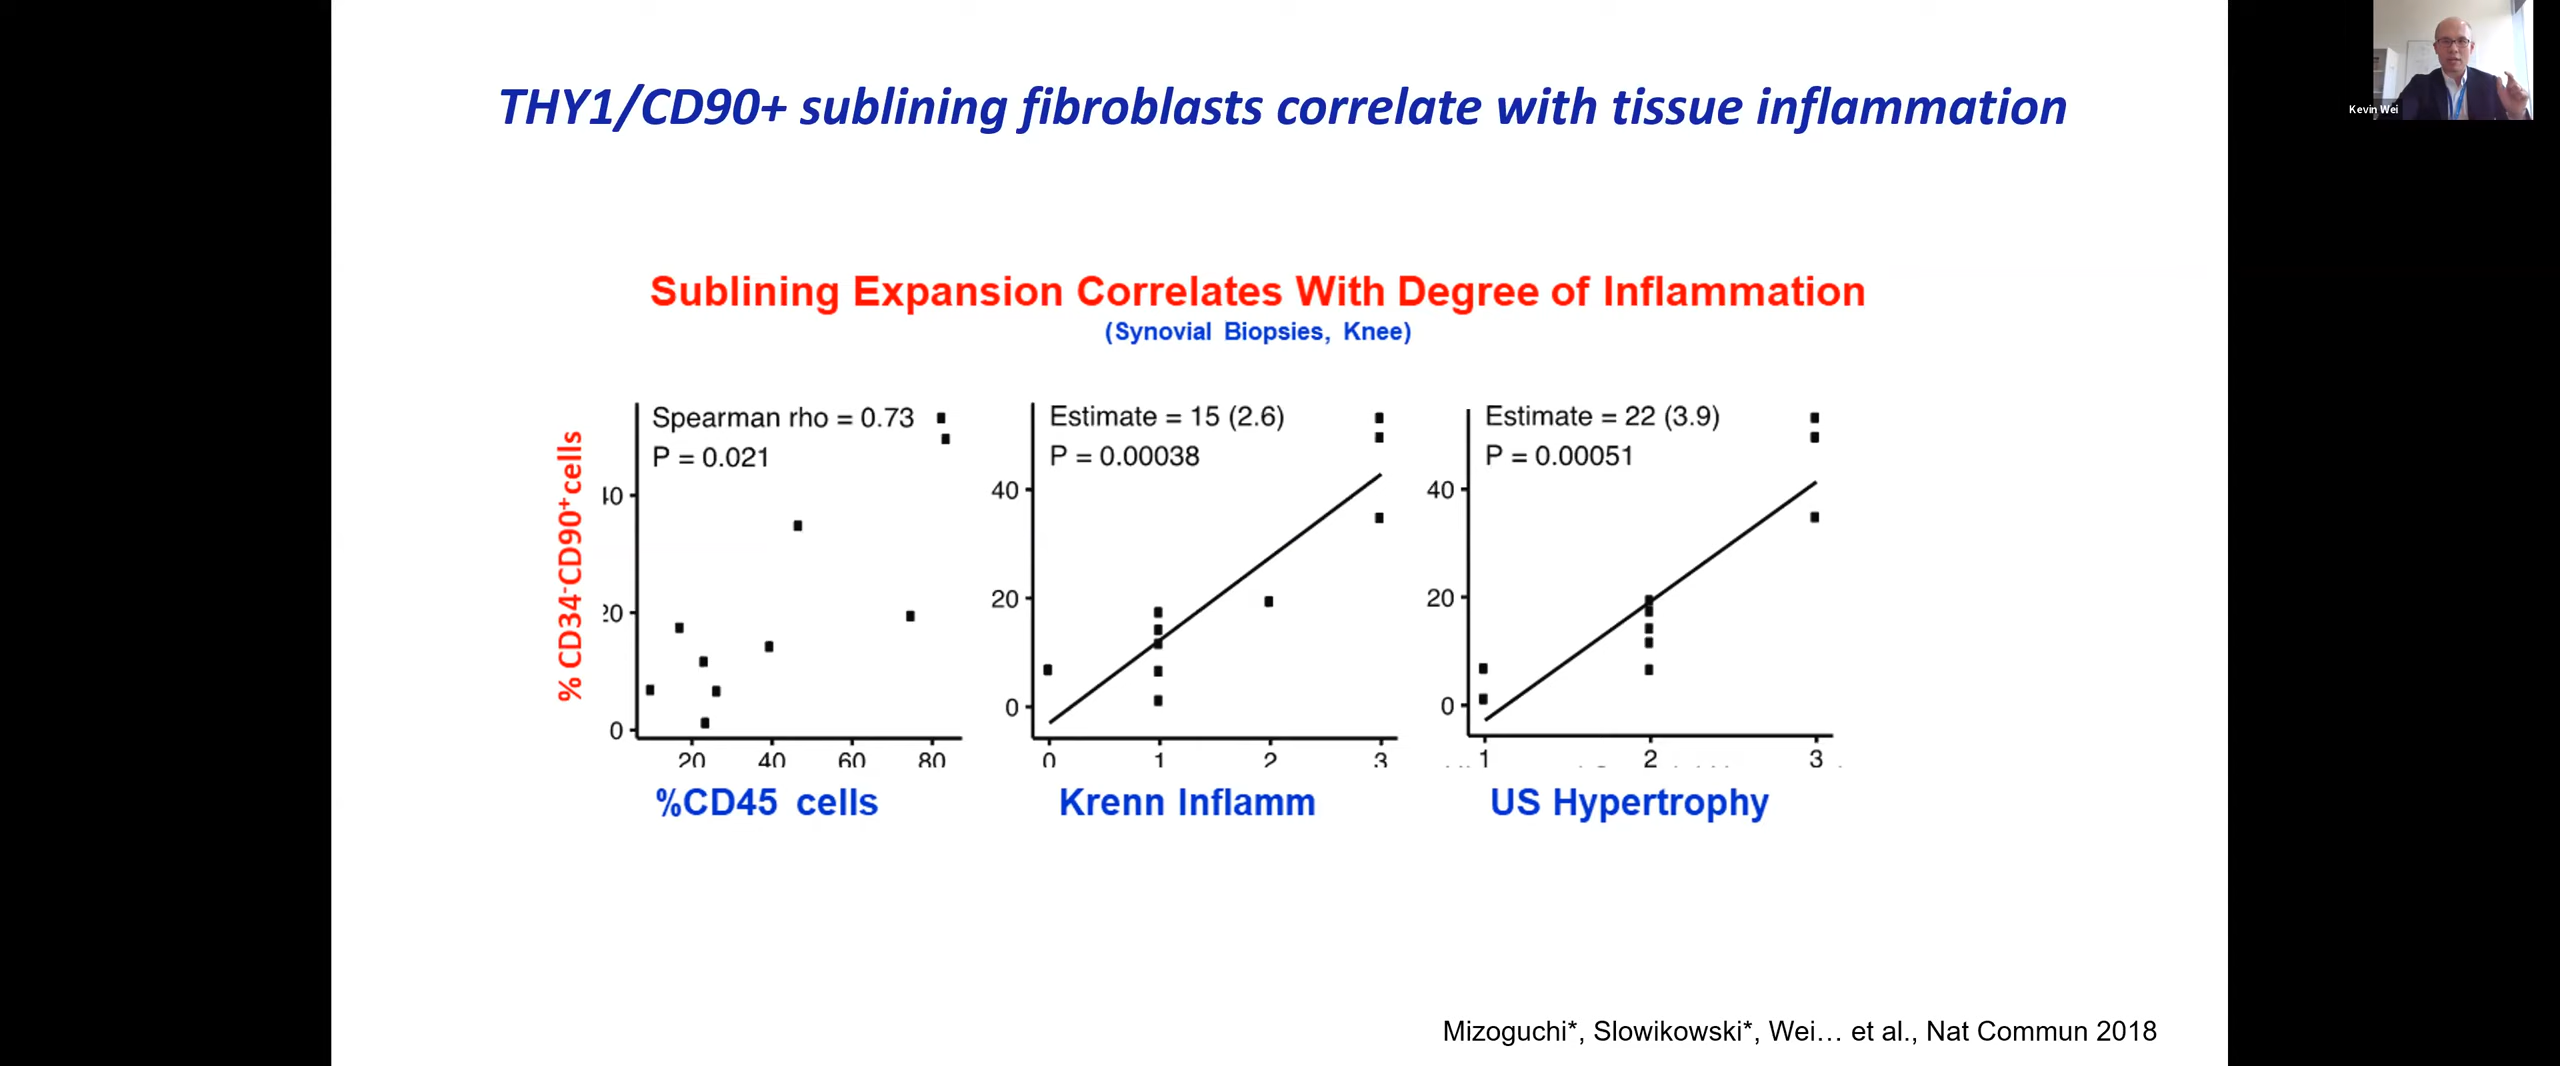 THY1/CD90+ sublining fibroblasts correlate with tissue inflammation
Kevin Wei
Sublining Expansion Correlates With Degree of Inflammation
(Synovial Biopsies, Knee)
% CD34-CD90+cells
Spearman rho = 0.73
P = 0.021
40
20
0
20 40 60 80
%CD45 cells
Estimate = 15 (2.6)
P = 0.00038
40
20
0
0 1 2 3
Krenn Inflamm
Estimate = 22 (3.9)
P = 0.00051
40
20
0
1 2 3
US Hypertrophy
Mizoguchi*, Slowikowski*, Wei… et al., Nat Commun 2018